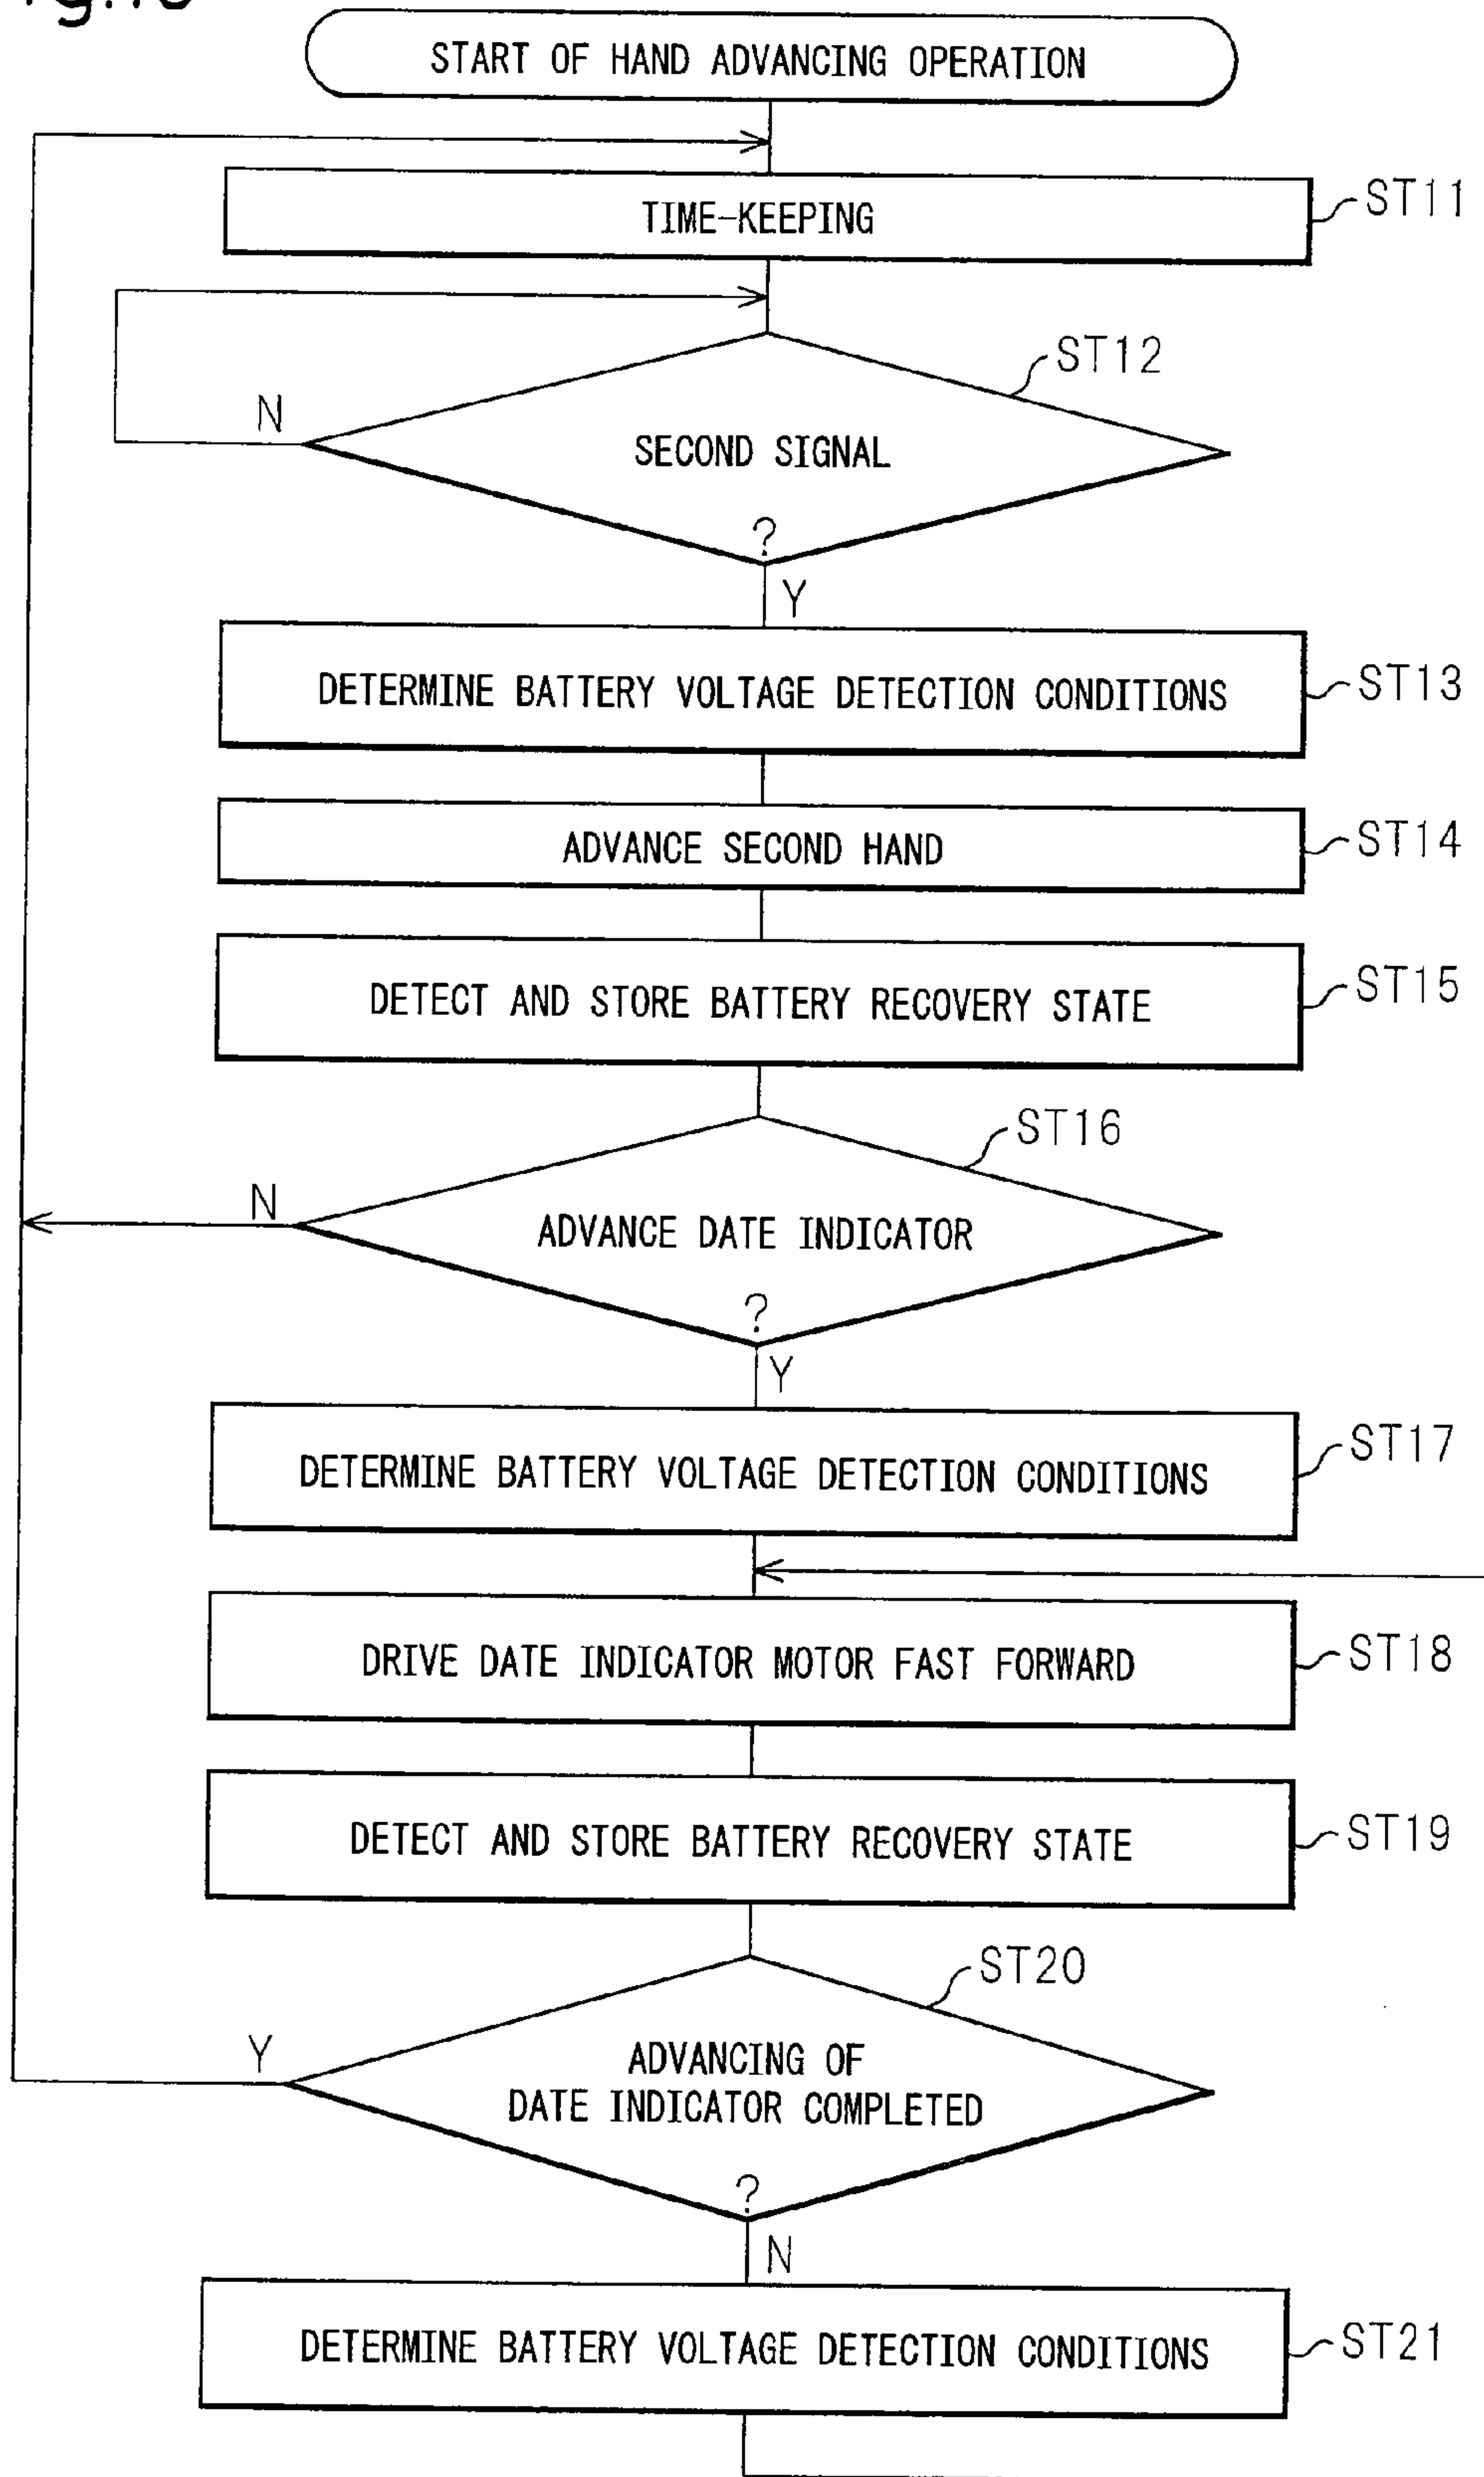 START OF HAND ADVANCING OPERATION
TIME-KEEPING
ST11
ST12
N
SECOND SIGNAL
?
Y
DETERMINE BATTERY VOLTAGE DETECTION CONDITIONS
ST13
ADVANCE SECOND HAND
ST14
DETECT AND STORE BATTERY RECOVERY STATE
ST15
ST16
N
ADVANCE DATE INDICATOR
?
Y
DETERMINE BATTERY VOLTAGE DETECTION CONDITIONS
ST17
DRIVE DATE INDICATOR MOTOR FAST FORWARD
ST18
DETECT AND STORE BATTERY RECOVERY STATE
ST19
ST20
Y
ADVANCING OF
DATE INDICATOR COMPLETED
?
N
DETERMINE BATTERY VOLTAGE DETECTION CONDITIONS
ST21